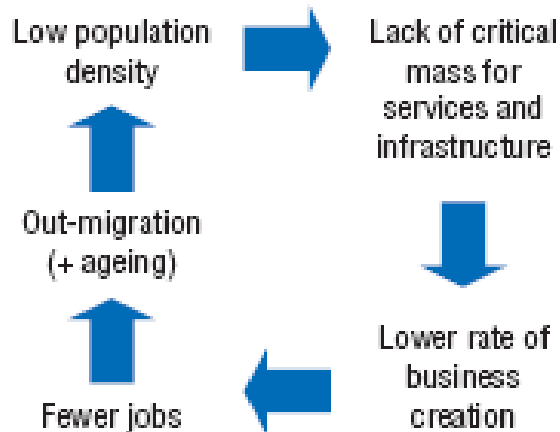 Low population
density
Lack of critical
mass for
services and
infrastructure
Lower rate of
business
creation
Fewer jobs
Out-migration
(+ ageing)